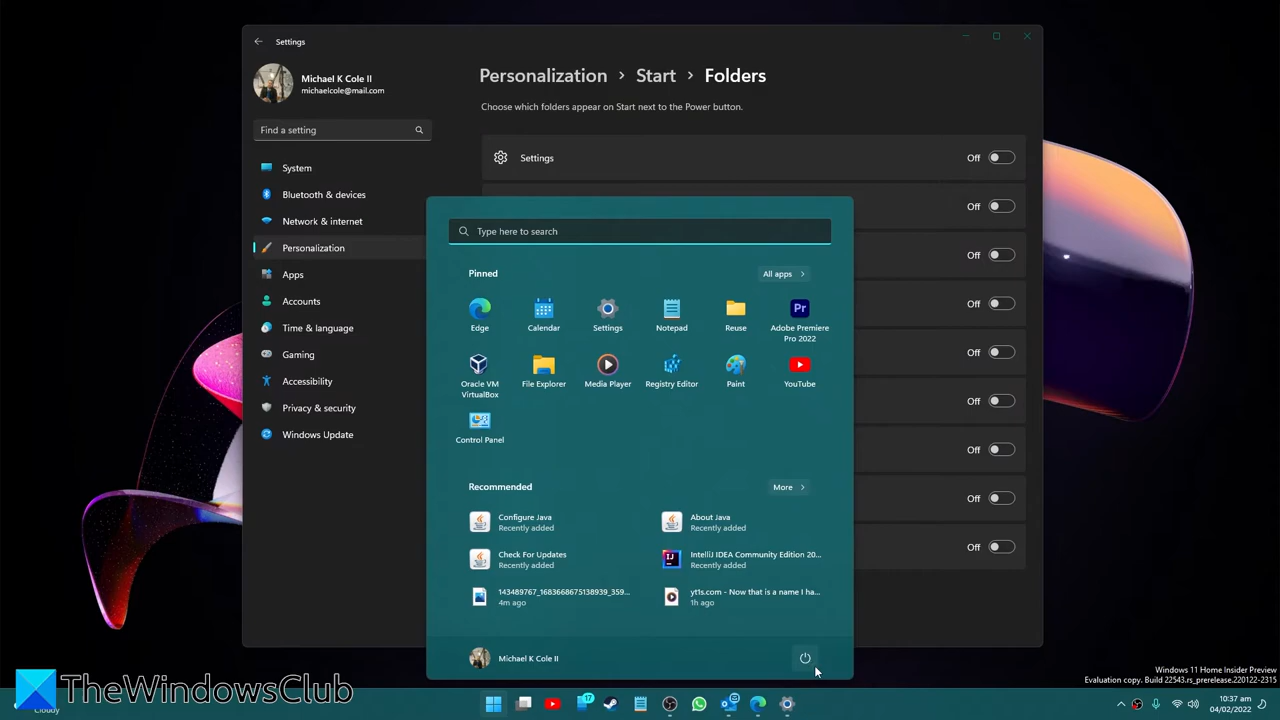 Settings
Michael K Cole II
michaelcole@mail.com
Find a setting
System
Bluetooth & devices
Network & internet
Personalization
Apps
Accounts
Time & language
Gaming
Accessibility
Privacy & security
Windows Update
Personalization > Start > Folders
Choose which folders appear on Start next to the Power button.
Settings Off
Off
Off
Off
Off
Off
Off
Off
Off
Type here to search
Pinned All apps >
Edge Calendar Settings Notepad Reuse Adobe Premiere
Pro 2022
Oracle VM File Explorer Media Player Registry Editor Paint YouTube
VirtualBox
Control Panel
Recommended More >
Configure Java About Java
Recently added Recently added
Check For Updates IntelliJ IDEA Community Edition 20...
Recently added Recently added
143489767_1683668675138939_359... yt1s.com - Now that is a name I ha...
4m ago 1h ago
Michael K Cole II
Windows 11 Home Insider Preview
Evaluation copy. Build 22543.rs_prerelease.220122-2315
TheWindowsClub
Cloudy
17
10:37 am
04/02/2022